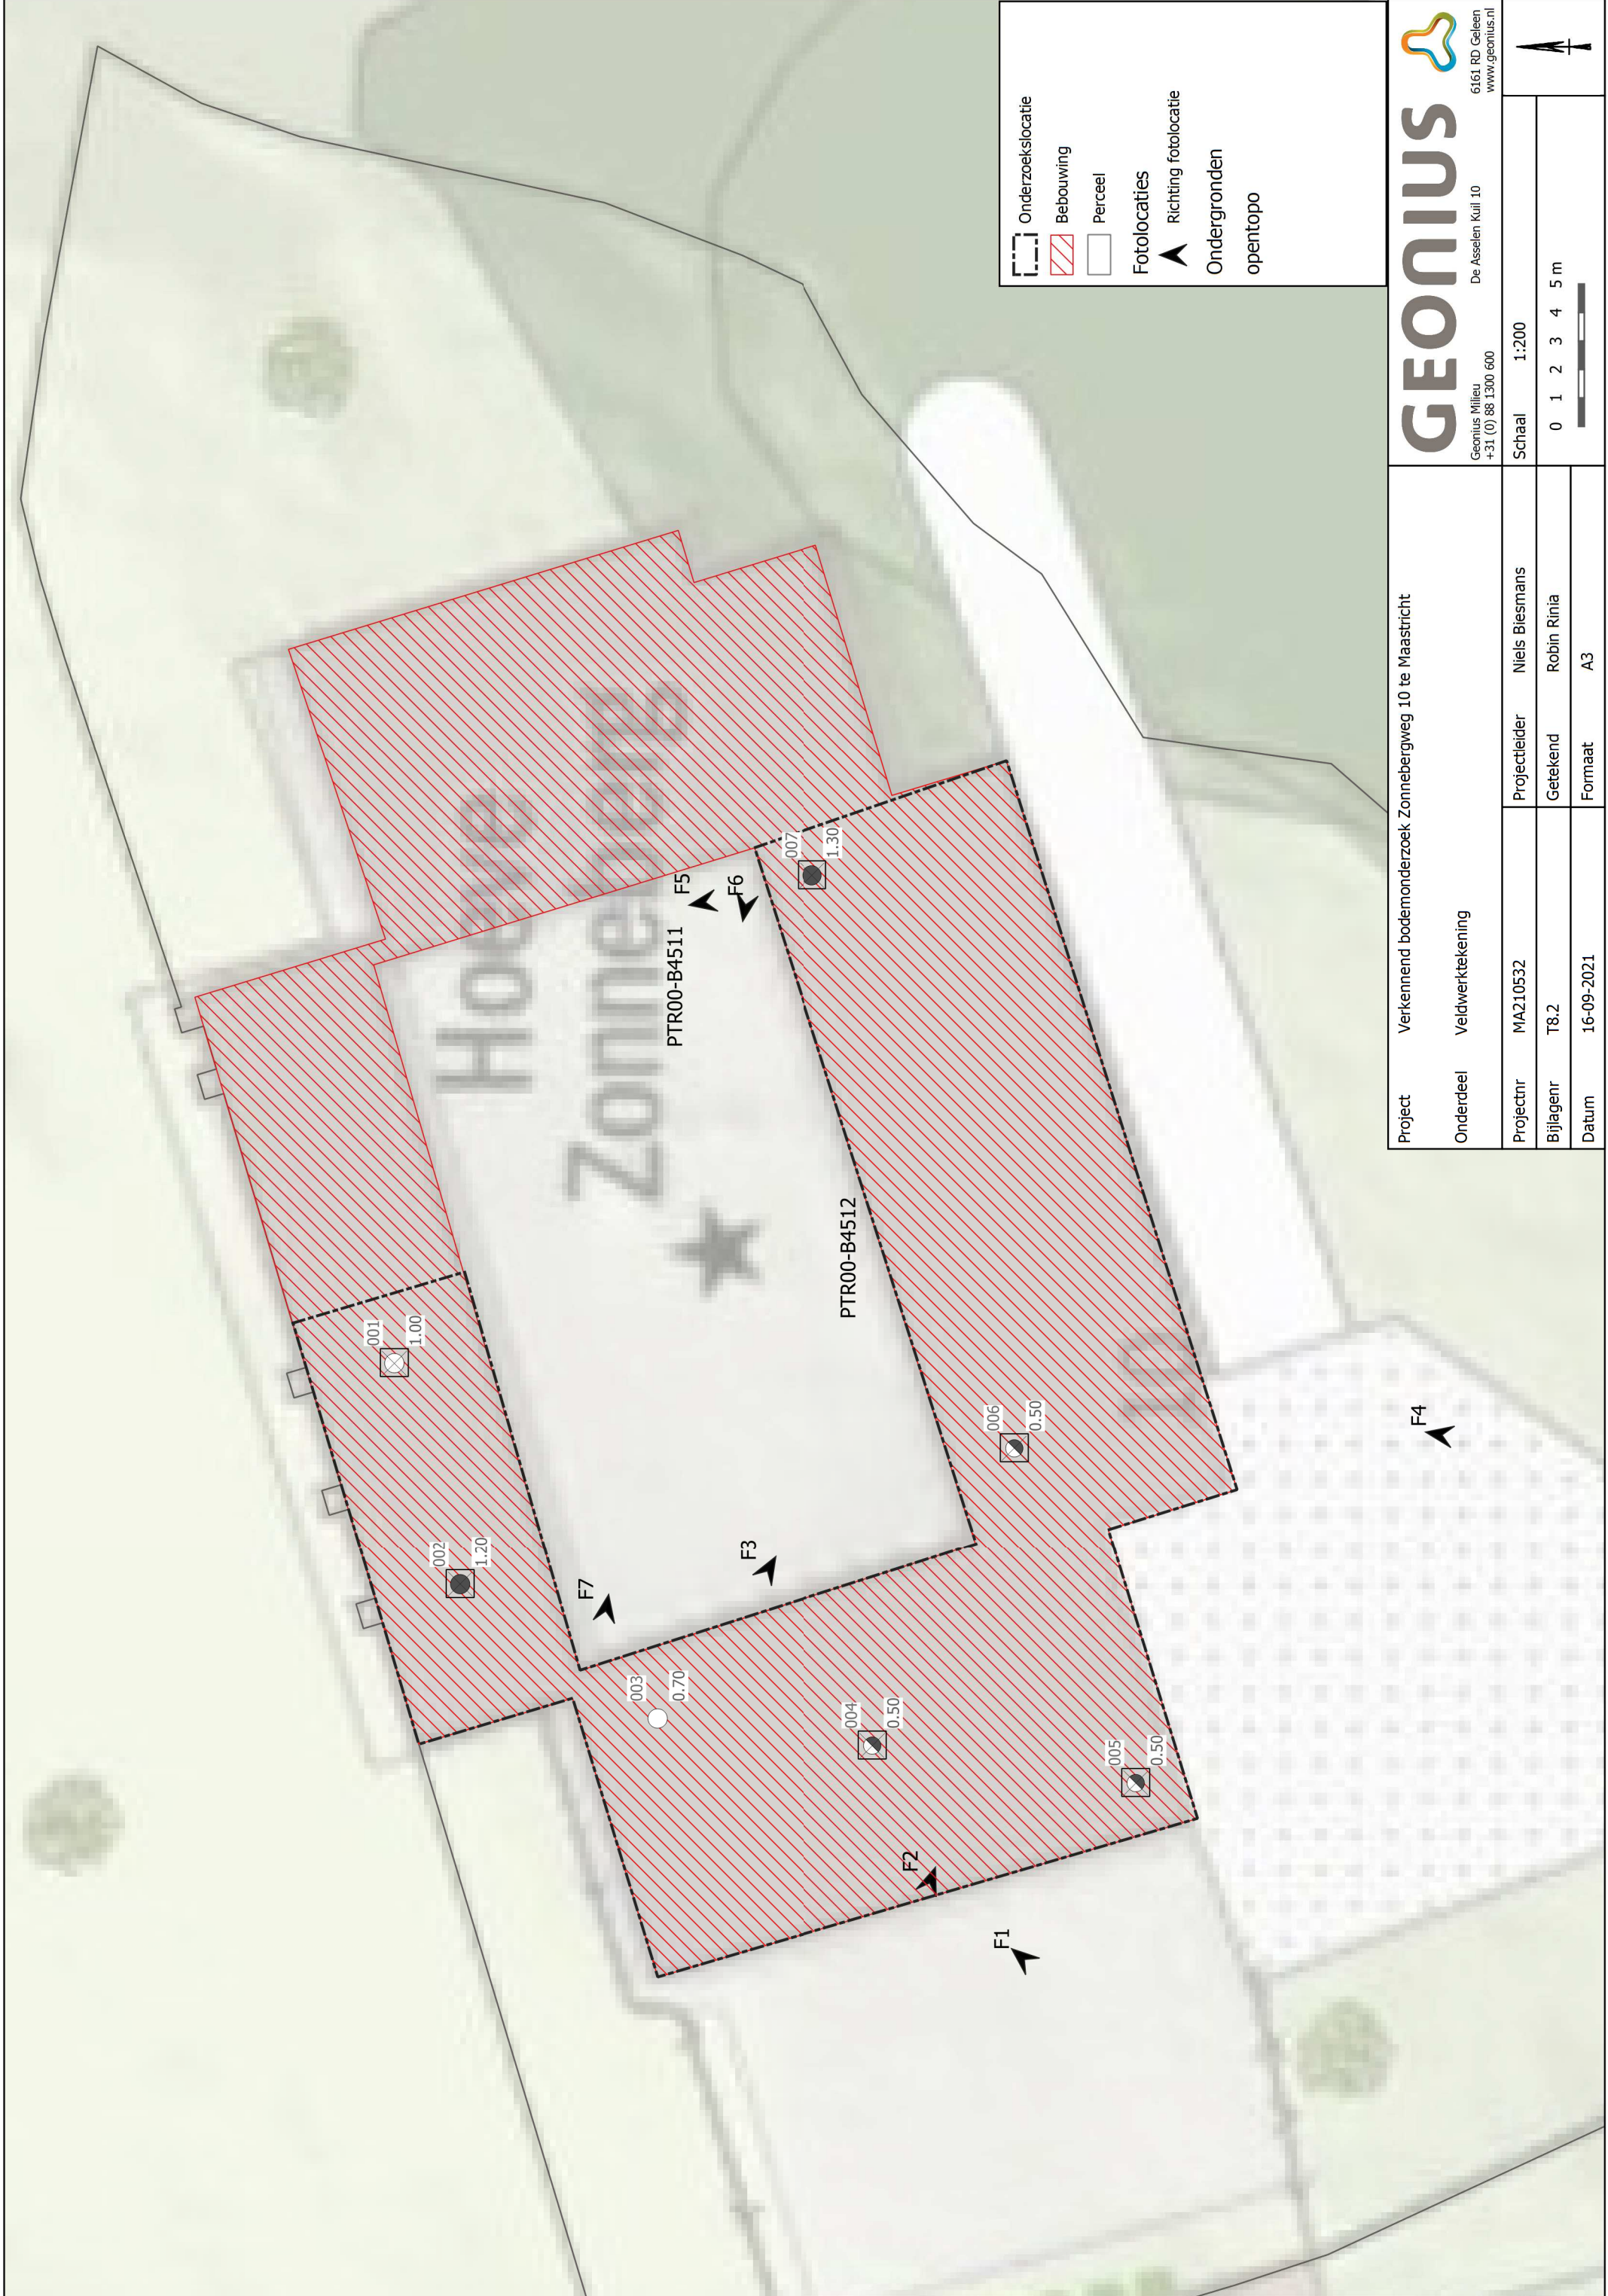 Hoeve
Zonneberg
10
001
1.00
002
1.20
003
0.70
004
0.50
005
0.50
006
0.50
007
1.30
F1
F2
F3
F4
F5
F6
F7
PTR00-B4511
PTR00-B4512
Onderzoekslocatie
Bebouwing
Perceel
Fotolocaties
Richting fotolocatie
Ondergronden
opentopo
Project Verkennend bodemonderzoek Zonnebergweg 10 te Maastricht
Onderdeel Veldwerktekening
Projectnr MA210532 Projectleider Niels Biesmans
Bijlagenr T8.2 Getekend Robin Rinia
Datum 16-09-2021 Formaat A3
GEONIUS
Geonius Milieu De Asselen Kuil 10 6161 RD Geleen
+31 (0) 88 1300 600 www.geonius.nl
Schaal 1:200
0 1 2 3 4 5 m